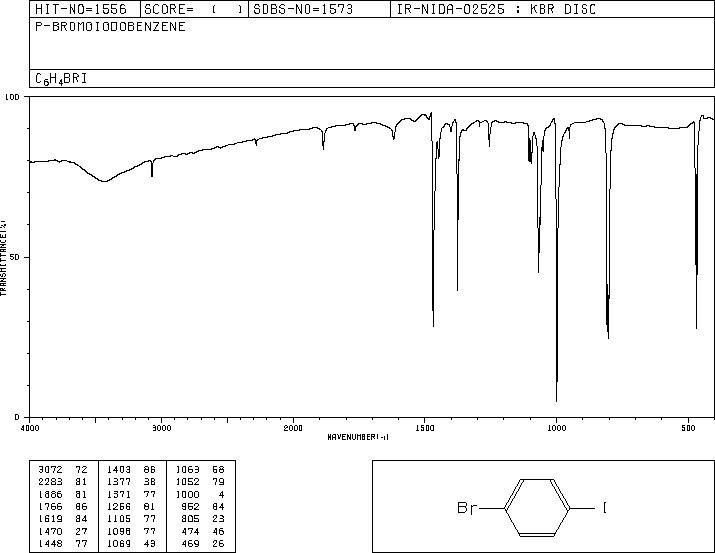 HIT-NO=1556 SCORE= ( ) SDBS-NO=1573 IR-NIDA-02525 : KBR DISC
P-BROMOIODOBENZENE
C6H4BRI
100
50
0
TRANSMITTANCE(%)
4000 3000 2000 1500 1000 500
WAVENUMBER(-1)
3072 72 1403 86 1063 68
2283 81 1377 38 1052 79
1886 81 1371 77 1000 4
1766 86 1256 81 952 84
1619 84 1105 77 805 23
1470 27 1098 77 474 46
1448 77 1069 43 469 26
Br I